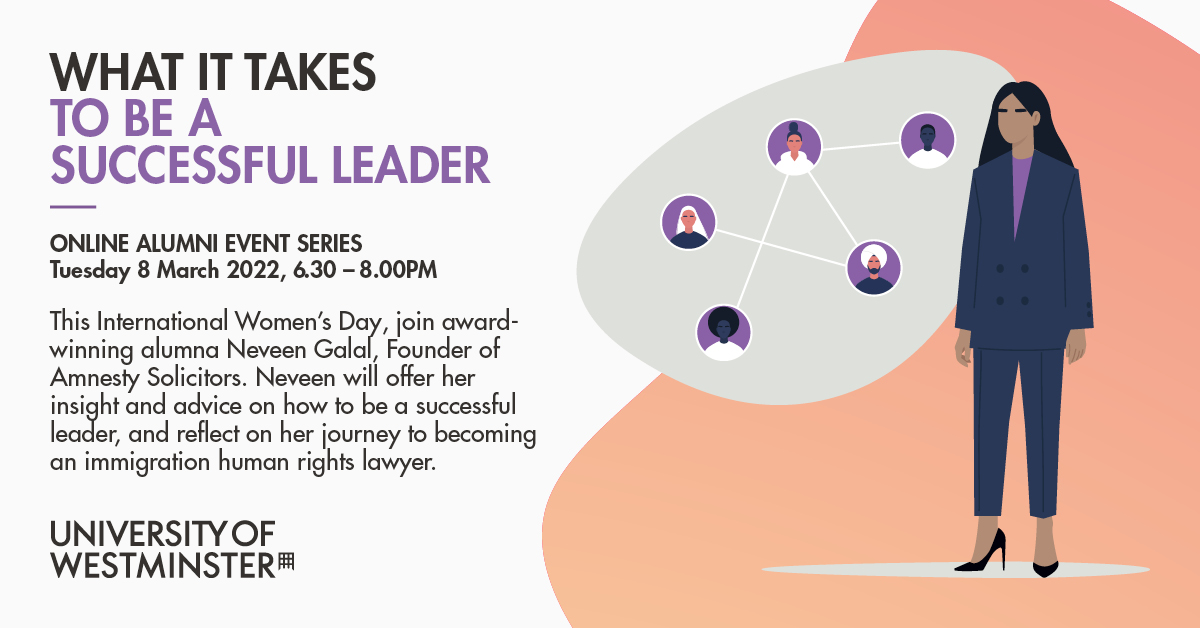 WHAT IT TAKES
TO BE A
SUCCESSFUL LEADER
ONLINE ALUMNI EVENT SERIES
Tuesday 8 March 2022, 6.30 – 8.00PM
This International Women’s Day, join award-
winning alumna Neveen Galal, Founder of
Amnesty Solicitors. Neveen will offer her
insight and advice on how to be a successful
leader, and reflect on her journey to becoming
an immigration human rights lawyer.
UNIVERSITY OF
WESTMINSTER